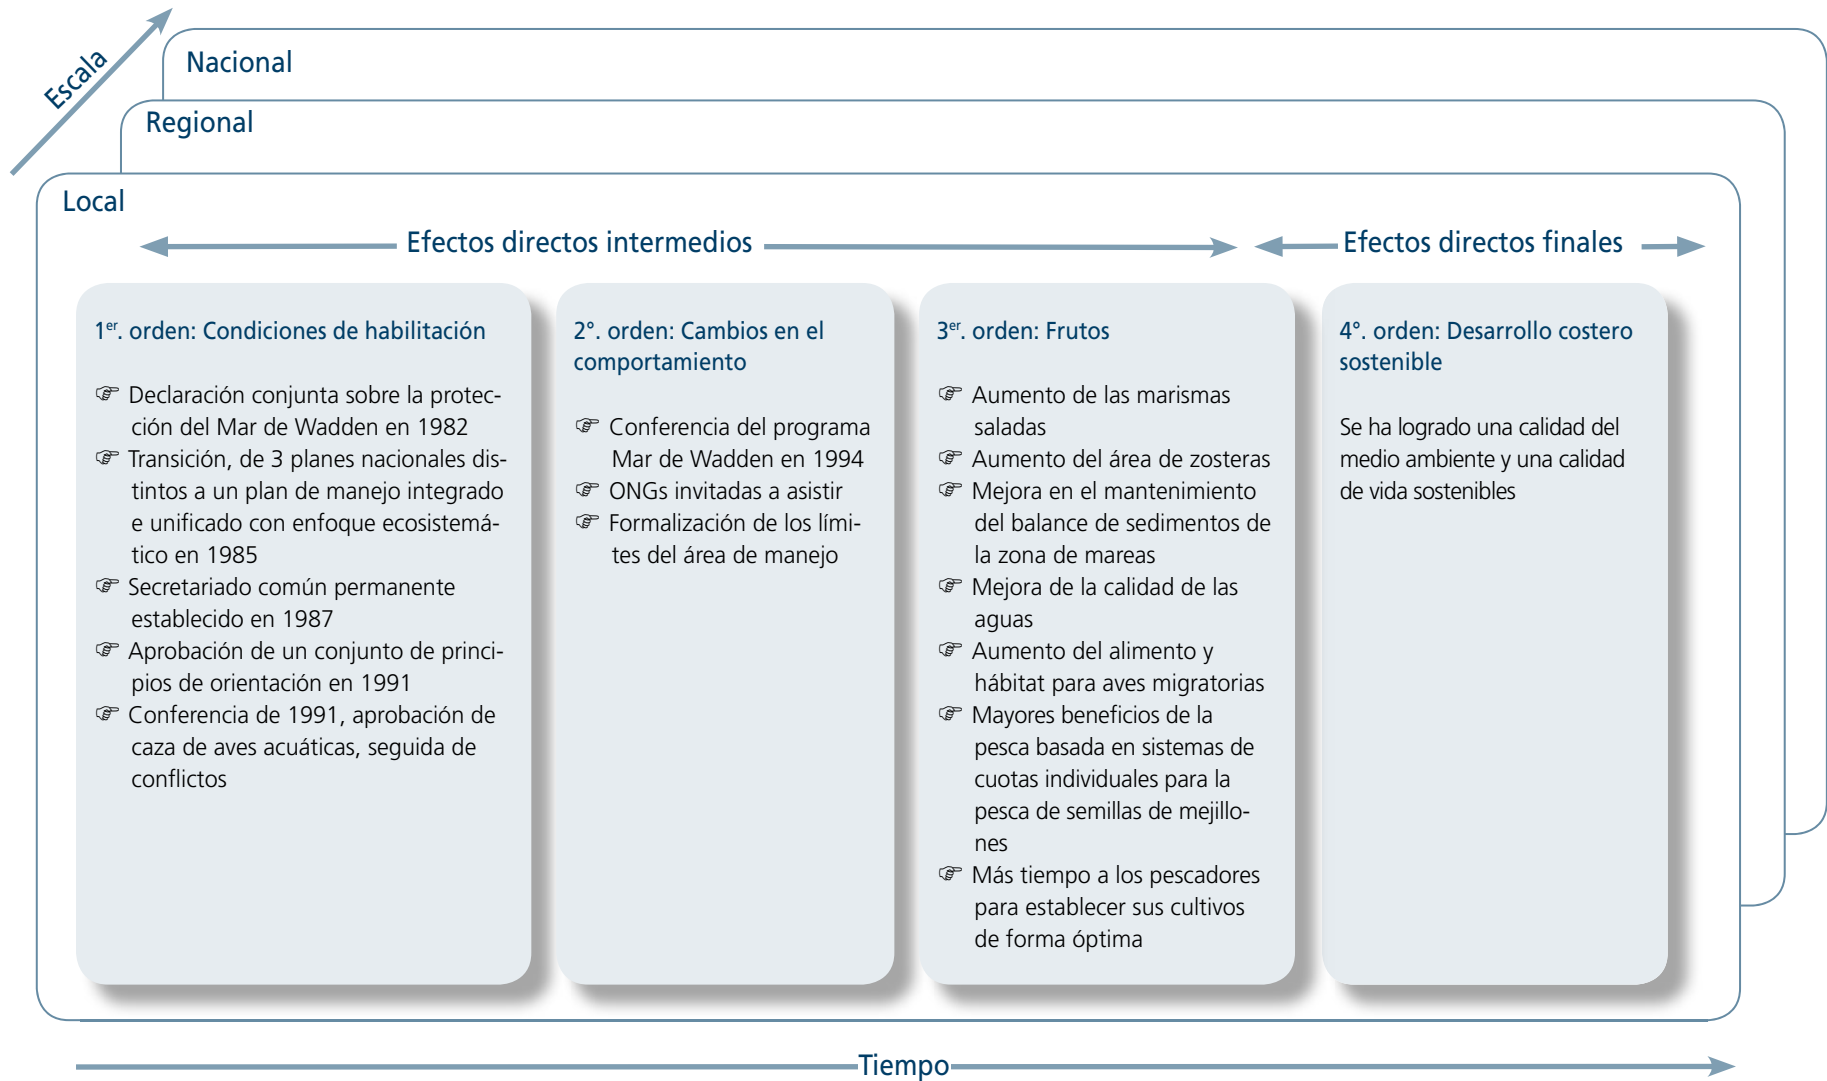 Escala
Nacional
Regional
Local
Efectos directos intermedios
Efectos directos finales
1er. orden: Condiciones de habilitación
☞ Declaración conjunta sobre la protec-
ción del Mar de Wadden en 1982
☞ Transición, de 3 planes nacionales dis-
tintos a un plan de manejo integrado
e unificado con enfoque ecosistemá-
tico en 1985
☞ Secretariado común permanente
establecido en 1987
☞ Aprobación de un conjunto de princi-
pios de orientación en 1991
☞ Conferencia de 1991, aprobación de
caza de aves acuáticas, seguida de
conflictos
2°. orden: Cambios en el
comportamiento
☞ Conferencia del programa
Mar de Wadden en 1994
☞ ONGs invitadas a asistir
☞ Formalización de los lími-
tes del área de manejo
3er. orden: Frutos
☞ Aumento de las marismas
saladas
☞ Aumento del área de zosteras
☞ Mejora en el mantenimiento
del balance de sedimentos de
la zona de mareas
☞ Mejora de la calidad de las
aguas
☞ Aumento del alimento y
hábitat para aves migratorias
☞ Mayores beneficios de la
pesca basada en sistemas de
cuotas individuales para la
pesca de semillas de mejillo-
nes
☞ Más tiempo a los pescadores
para establecer sus cultivos
de forma óptima
4°. orden: Desarrollo costero
sostenible
Se ha logrado una calidad del
medio ambiente y una calidad
de vida sostenibles
Tiempo